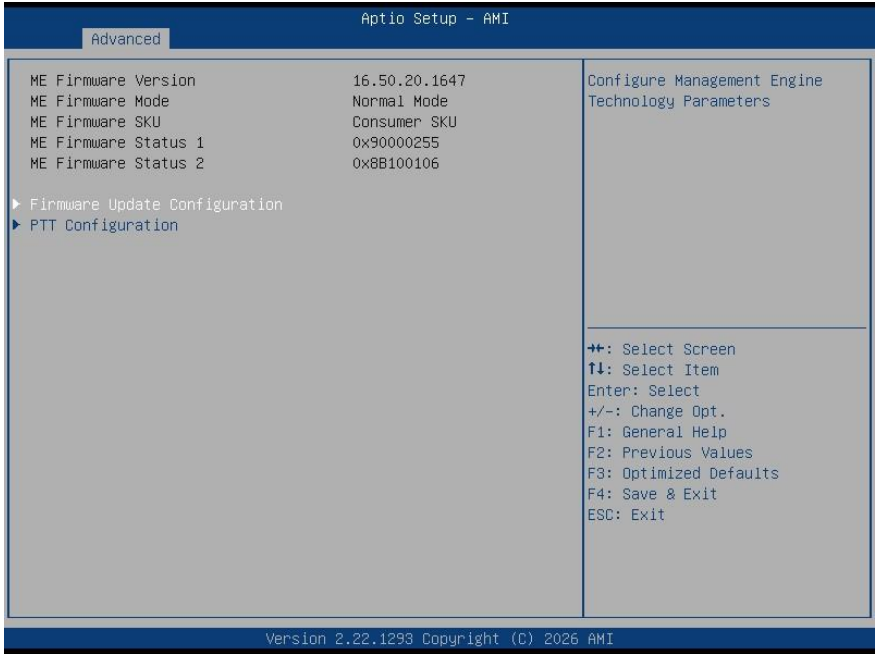 Aptio Setup – AMI
Advanced
ME Firmware Version 16.50.20.1647
ME Firmware Mode Normal Mode
ME Firmware SKU Consumer SKU
ME Firmware Status 1 0x90000255
ME Firmware Status 2 0x8B100106
▶ Firmware Update Configuration
▶ PTT Configuration
Configure Management Engine
Technology Parameters
→←: Select Screen
↑↓: Select Item
Enter: Select
+/-: Change Opt.
F1: General Help
F2: Previous Values
F3: Optimized Defaults
F4: Save & Exit
ESC: Exit
Version 2.22.1293 Copyright (C) 2026 AMI